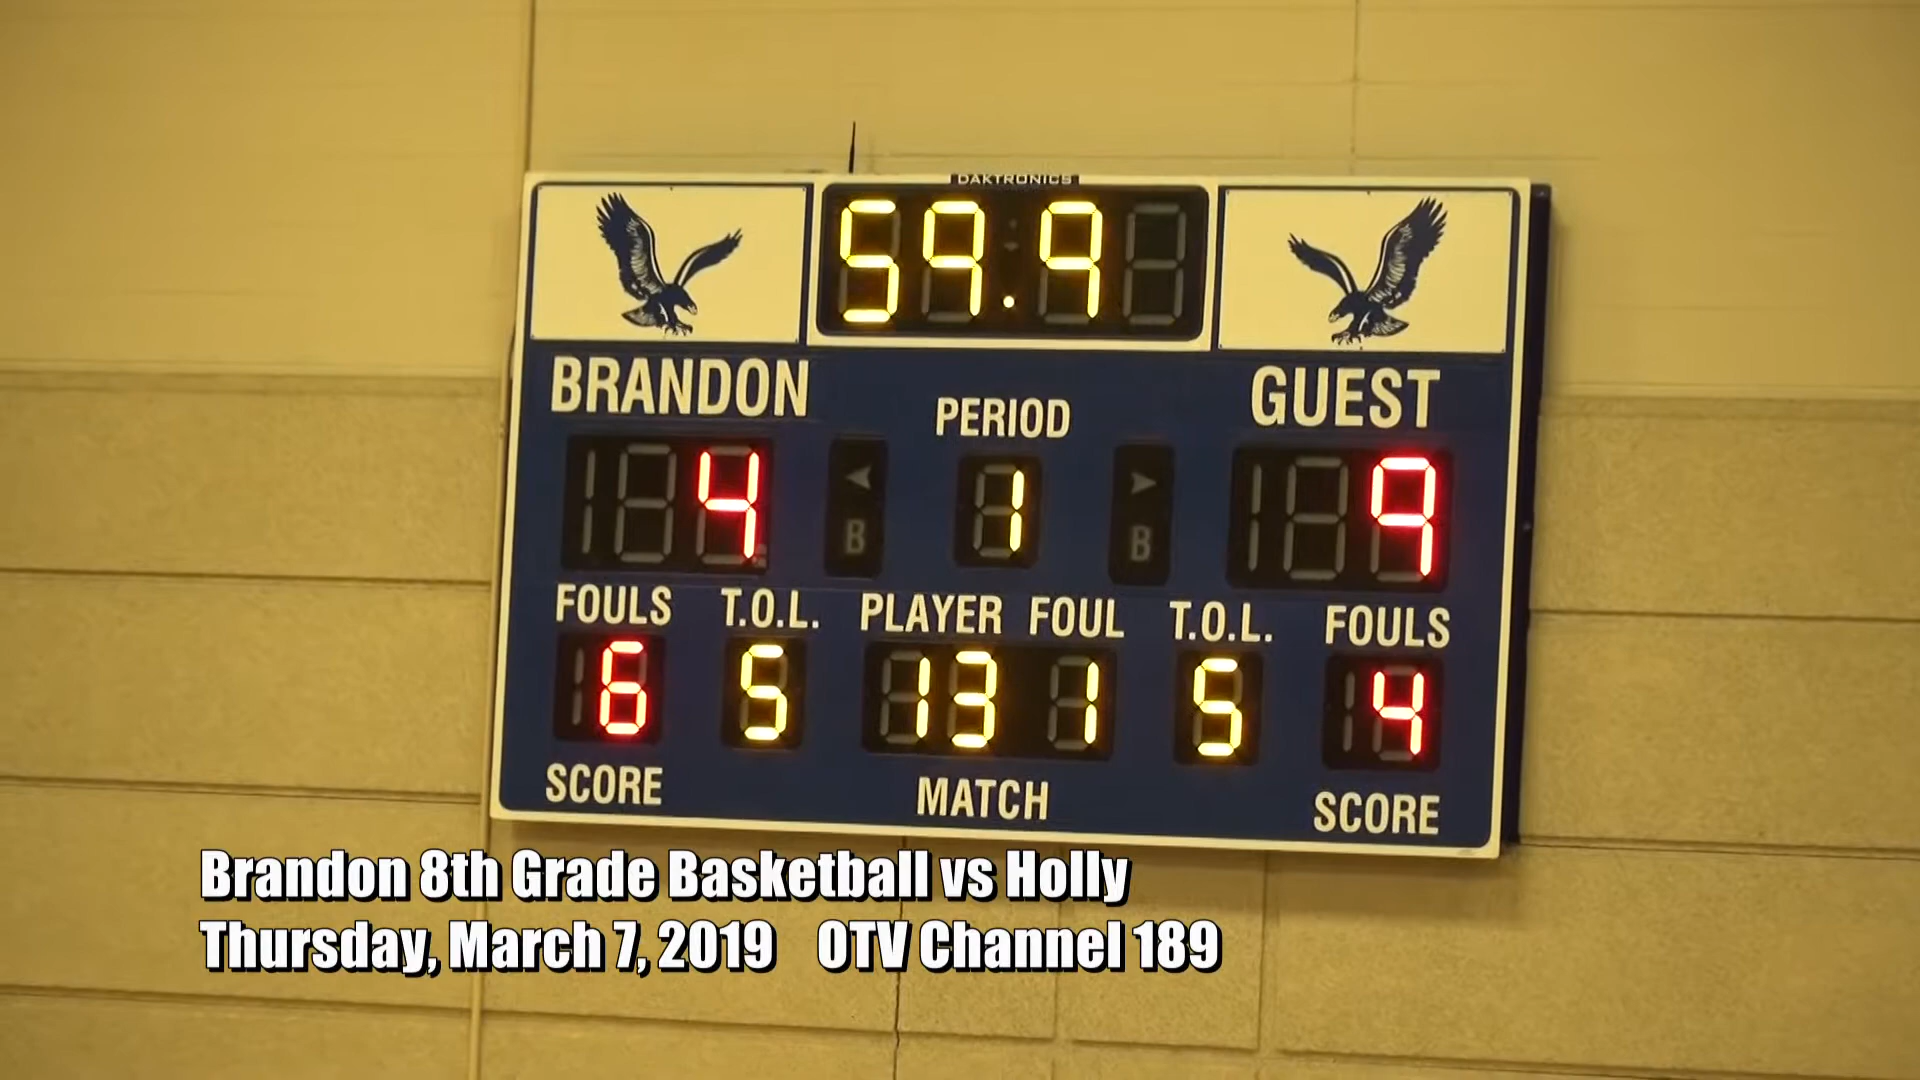 DAKTRONICS
59.9
BRANDON
PERIOD
GUEST
4
B
1
B
9
FOULS T.O.L. PLAYER FOUL T.O.L. FOULS
6 5 13 1 5 4
SCORE MATCH SCORE
Brandon 8th Grade Basketball vs Holly
Thursday, March 7, 2019 OTV Channel 189